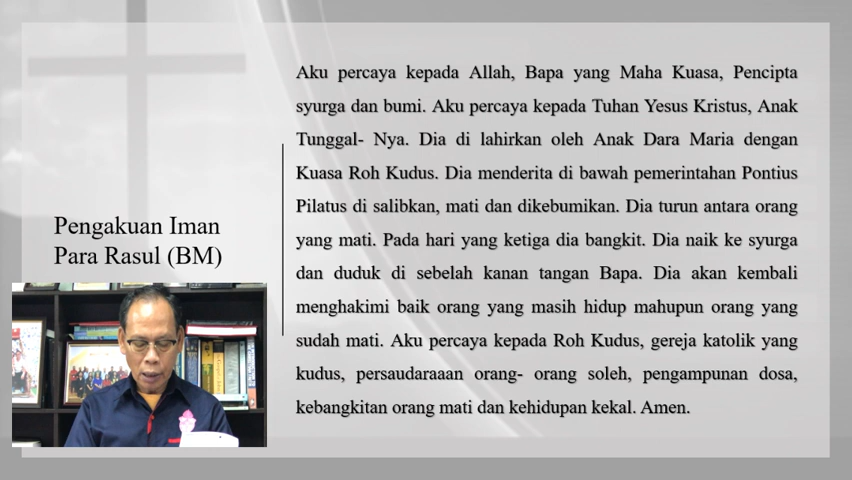 Pengakuan Iman
Para Rasul (BM)
Aku percaya kepada Allah, Bapa yang Maha Kuasa, Pencipta
syurga dan bumi. Aku percaya kepada Tuhan Yesus Kristus, Anak
Tunggal- Nya. Dia di lahirkan oleh Anak Dara Maria dengan
Kuasa Roh Kudus. Dia menderita di bawah pemerintahan Pontius
Pilatus di salibkan, mati dan dikebumikan. Dia turun antara orang
yang mati. Pada hari yang ketiga dia bangkit. Dia naik ke syurga
dan duduk di sebelah kanan tangan Bapa. Dia akan kembali
menghakimi baik orang yang masih hidup mahupun orang yang
sudah mati. Aku percaya kepada Roh Kudus, gereja katolik yang
kudus, persaudaraaan orang- orang soleh, pengampunan dosa,
kebangkitan orang mati dan kehidupan kekal. Amen.